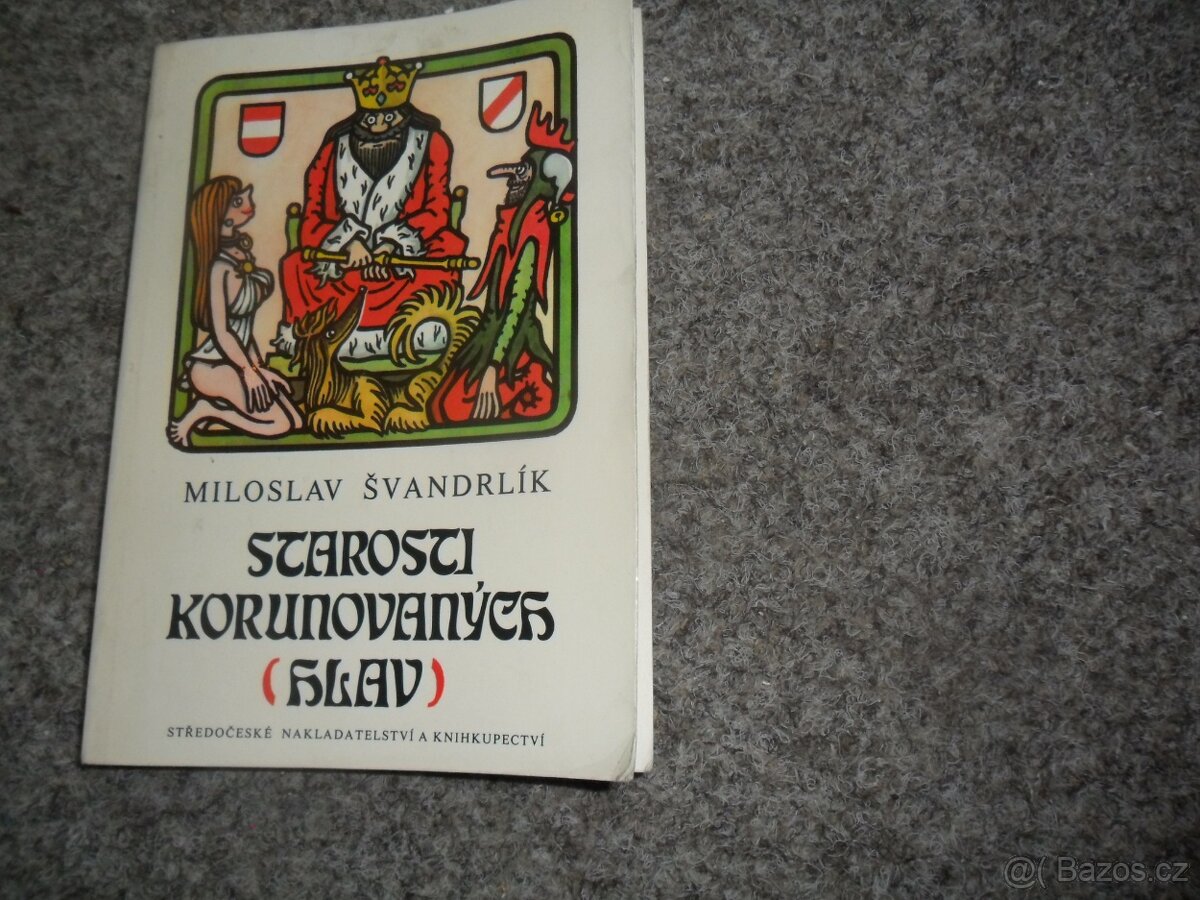 MILOSLAV ŠVANDRLÍK
STAROSTI
KORUNOVANÝCH
(HLAV)
STŘEDOČESKÉ NAKLADATELSTVÍ A KNIHKUPECTVÍ
@( Bazos.cz